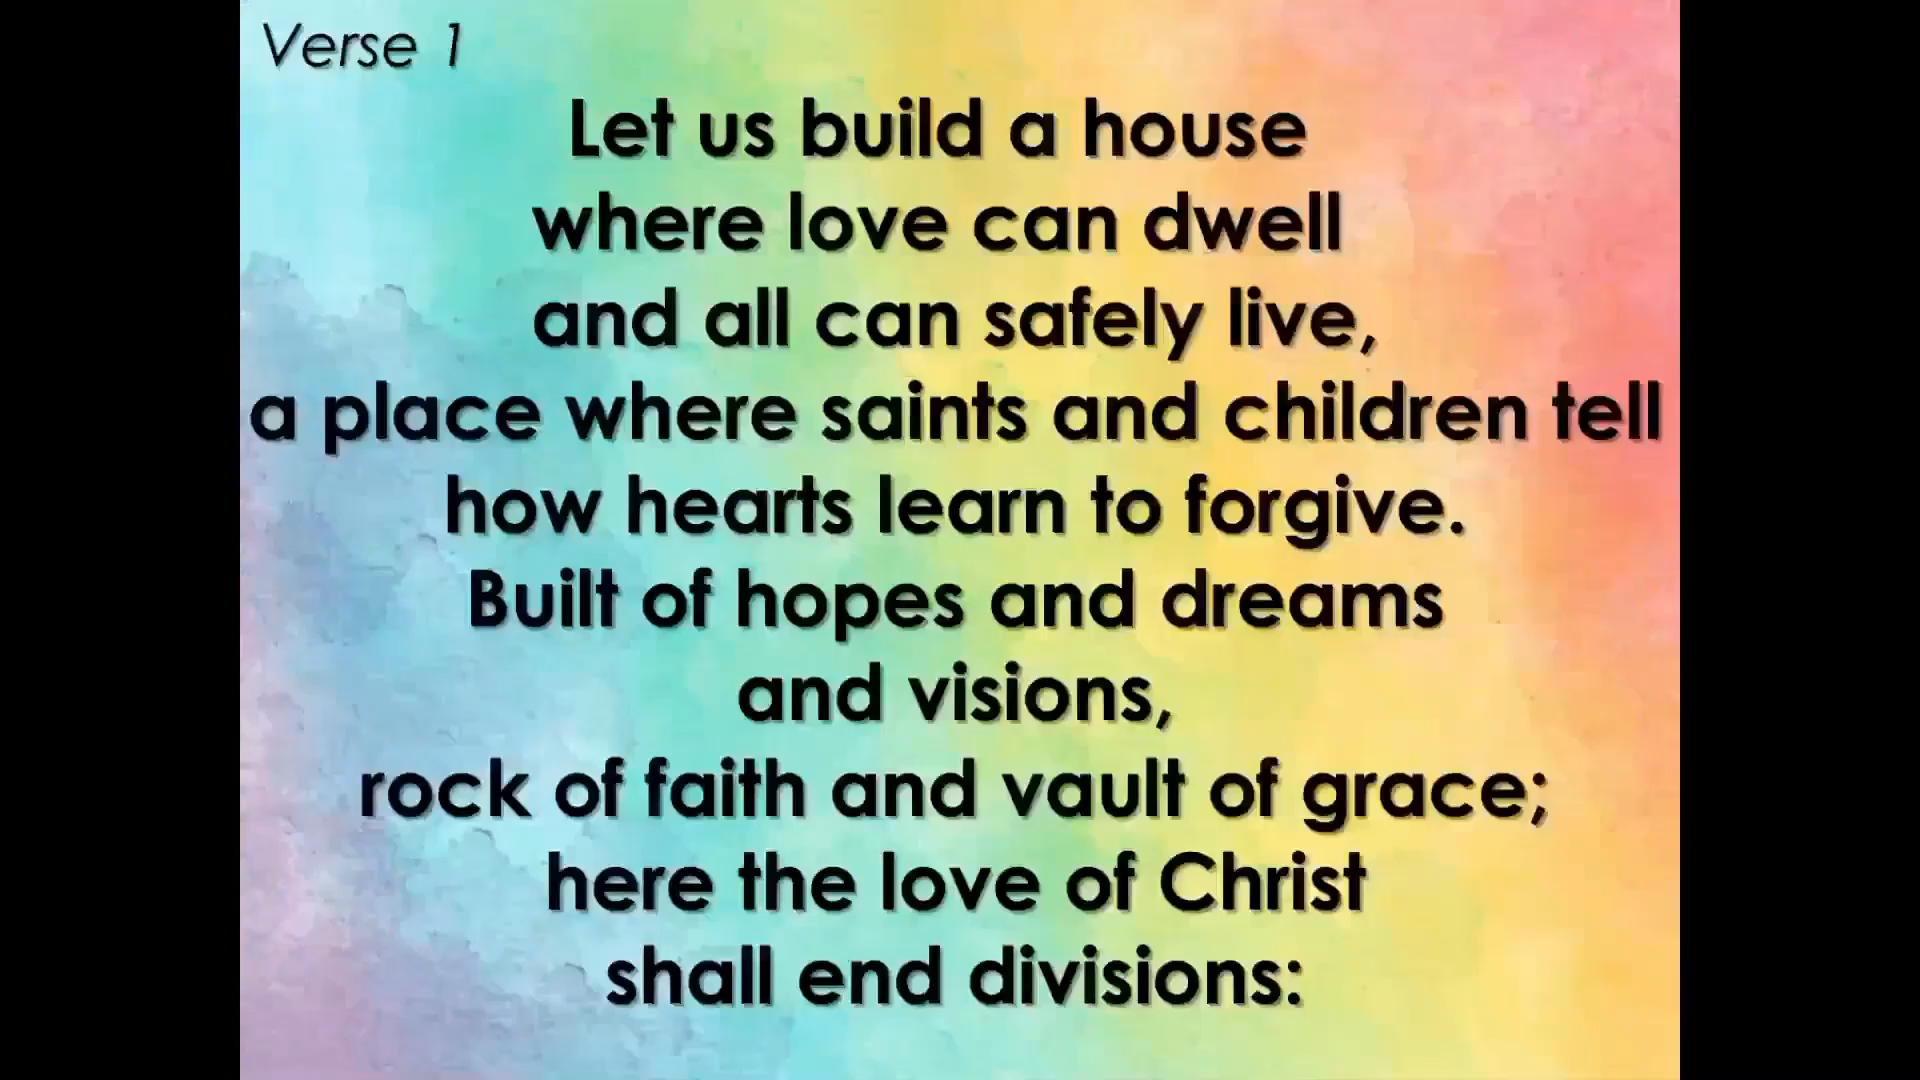 Verse 1
Let us build a house
where love can dwell
and all can safely live,
a place where saints and children tell
how hearts learn to forgive.
Built of hopes and dreams
and visions,
rock of faith and vault of grace;
here the love of Christ
shall end divisions: